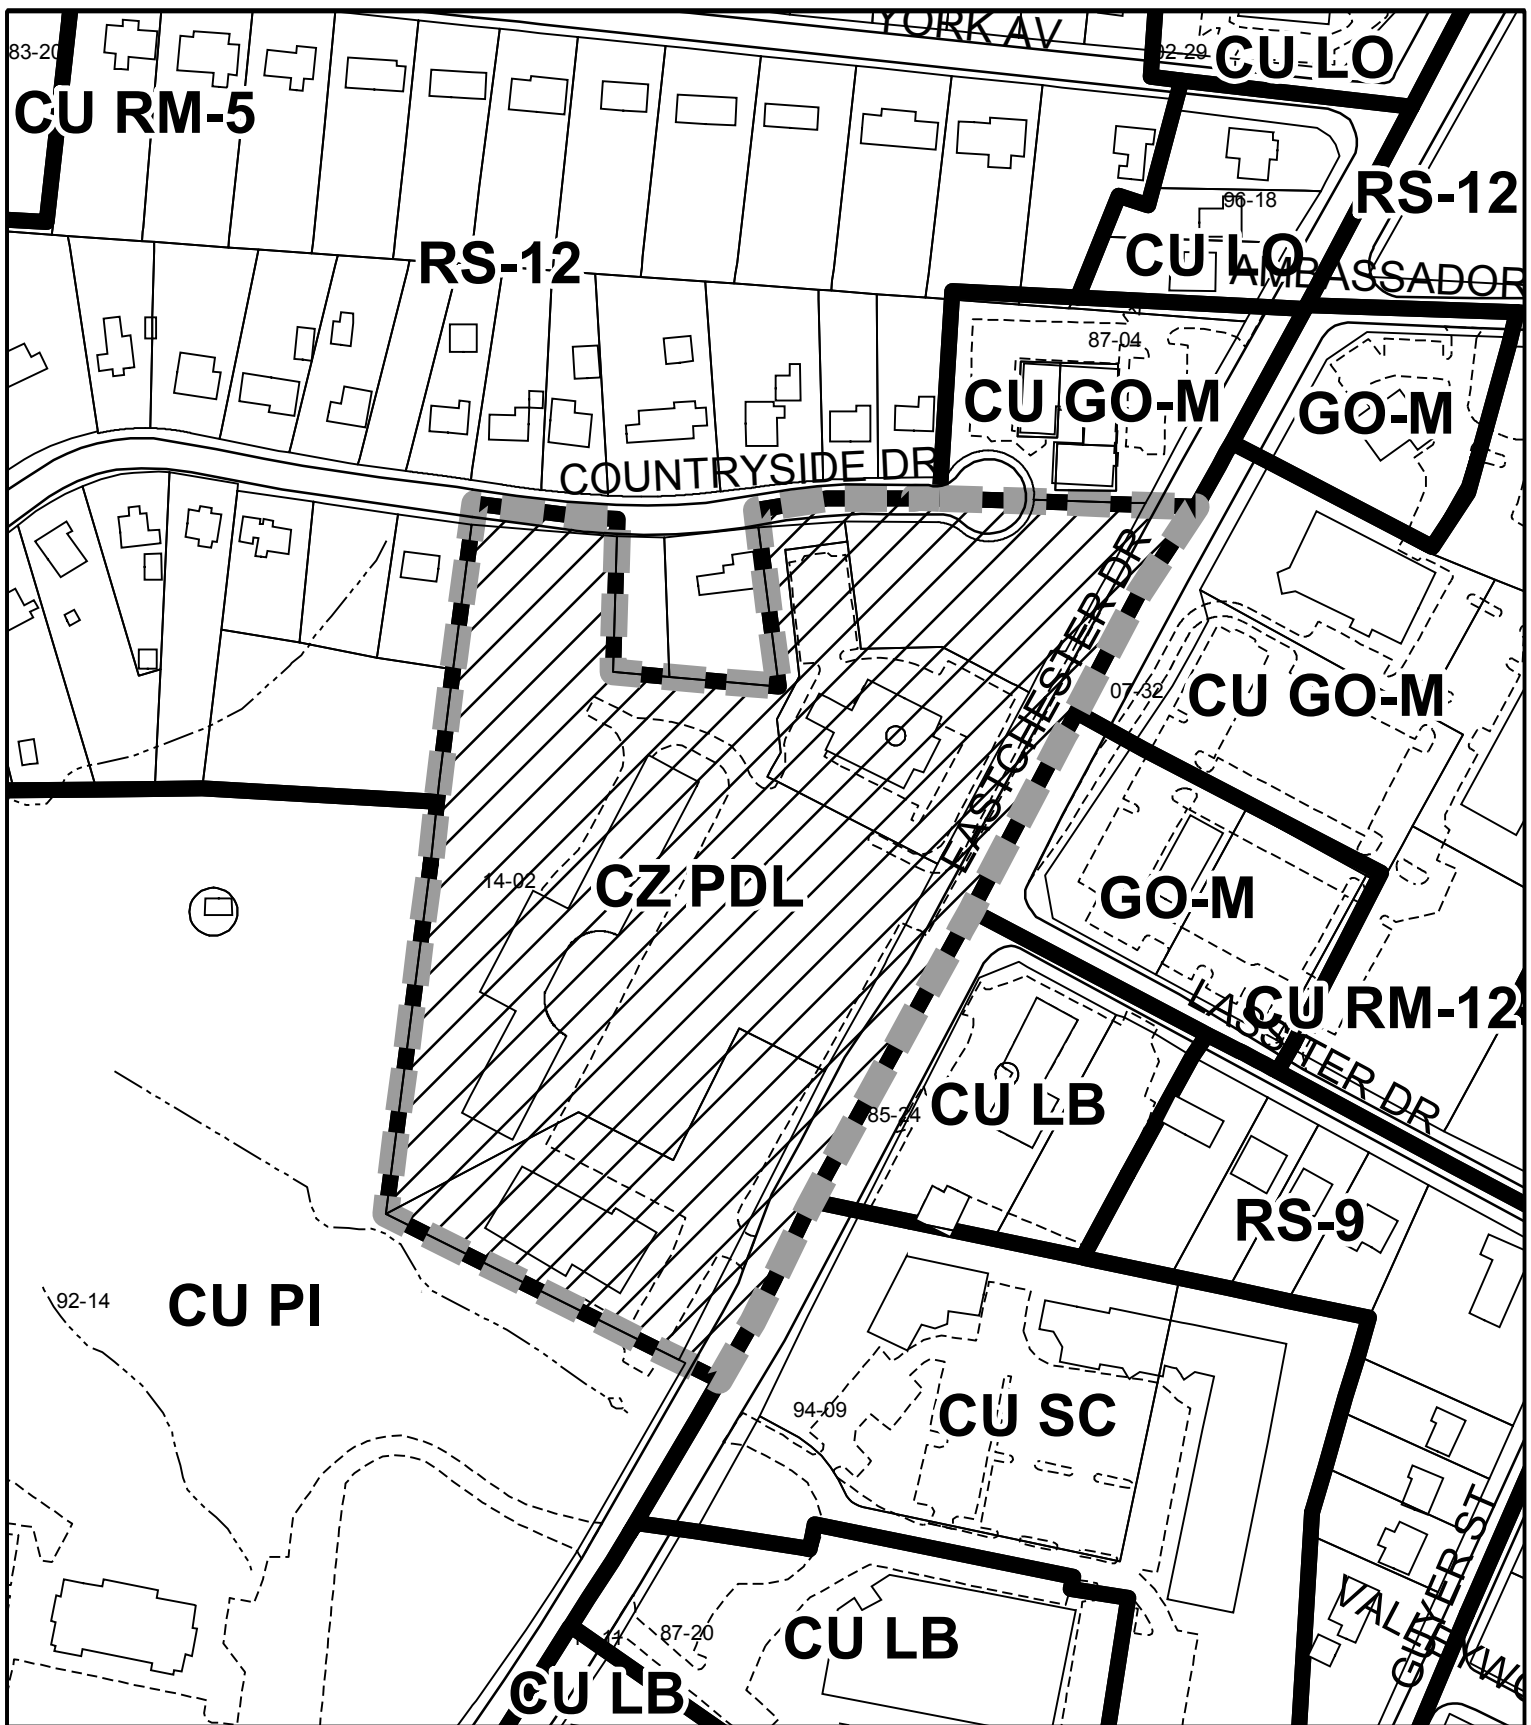 YORK AV
83-20
92-29
CU LO
CU RM-5
RS-12
96-18
RS-12
CU LO
AMBASSADOR
87-04
CU GO-M
GO-M
COUNTRYSIDE DR
EASTCHESTER DR
07-32
CU GO-M
14-02
CZ PDL
GO-M
LASSITER DR
CU RM-12
85-24
CU LB
RS-9
92-14
CU PI
94-09
CU SC
GUYER ST
87-20
CU LB
CU LB